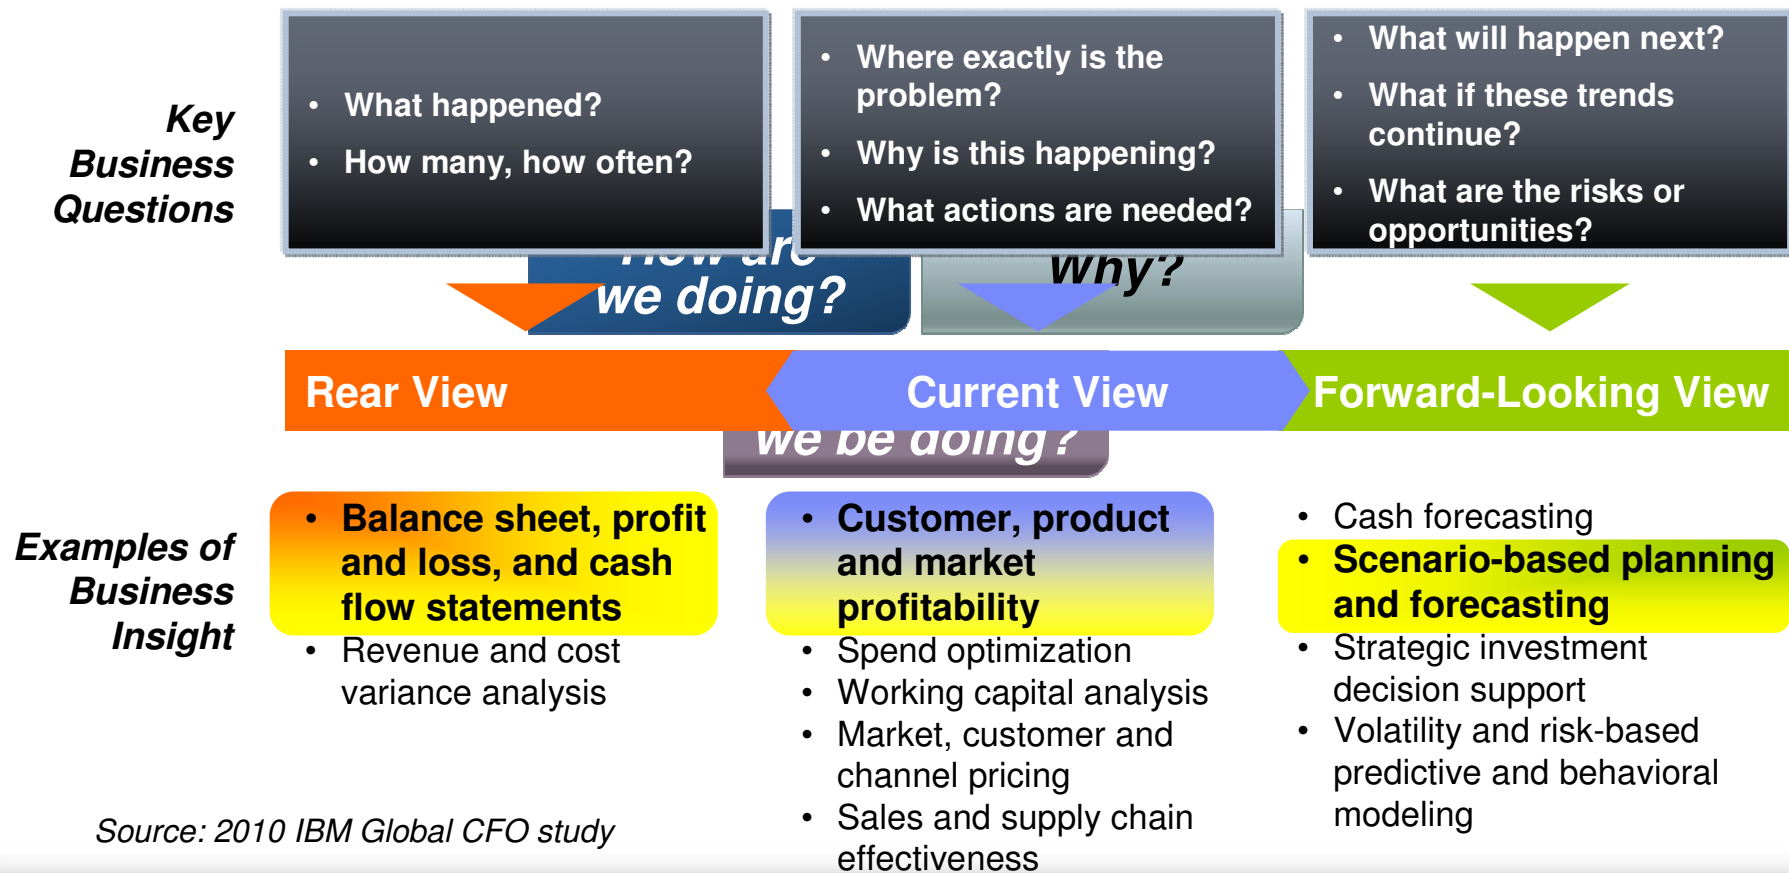 Key
Business
Questions
• What happened?
• How many, how often?
• Where exactly is the
problem?
• Why is this happening?
• What actions are needed?
• What will happen next?
• What if these trends
continue?
• What are the risks or
opportunities?
How are
we doing?
Why?
Rear View
Current View
Forward-Looking View
we be doing?
Examples of
Business
Insight
• Balance sheet, profit
and loss, and cash
flow statements
• Revenue and cost
variance analysis
• Customer, product
and market
profitability
• Spend optimization
• Working capital analysis
• Market, customer and
channel pricing
• Sales and supply chain
effectiveness
• Cash forecasting
• Scenario-based planning
and forecasting
• Strategic investment
decision support
• Volatility and risk-based
predictive and behavioral
modeling
Source: 2010 IBM Global CFO study